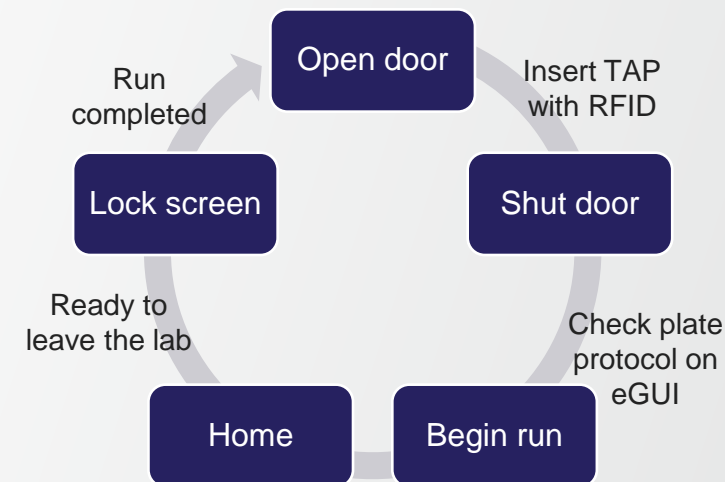 Open door
Insert TAP
with RFID
Shut door
Check plate
protocol on
eGUI
Begin run
Home
Ready to
leave the lab
Lock screen
Run
completed